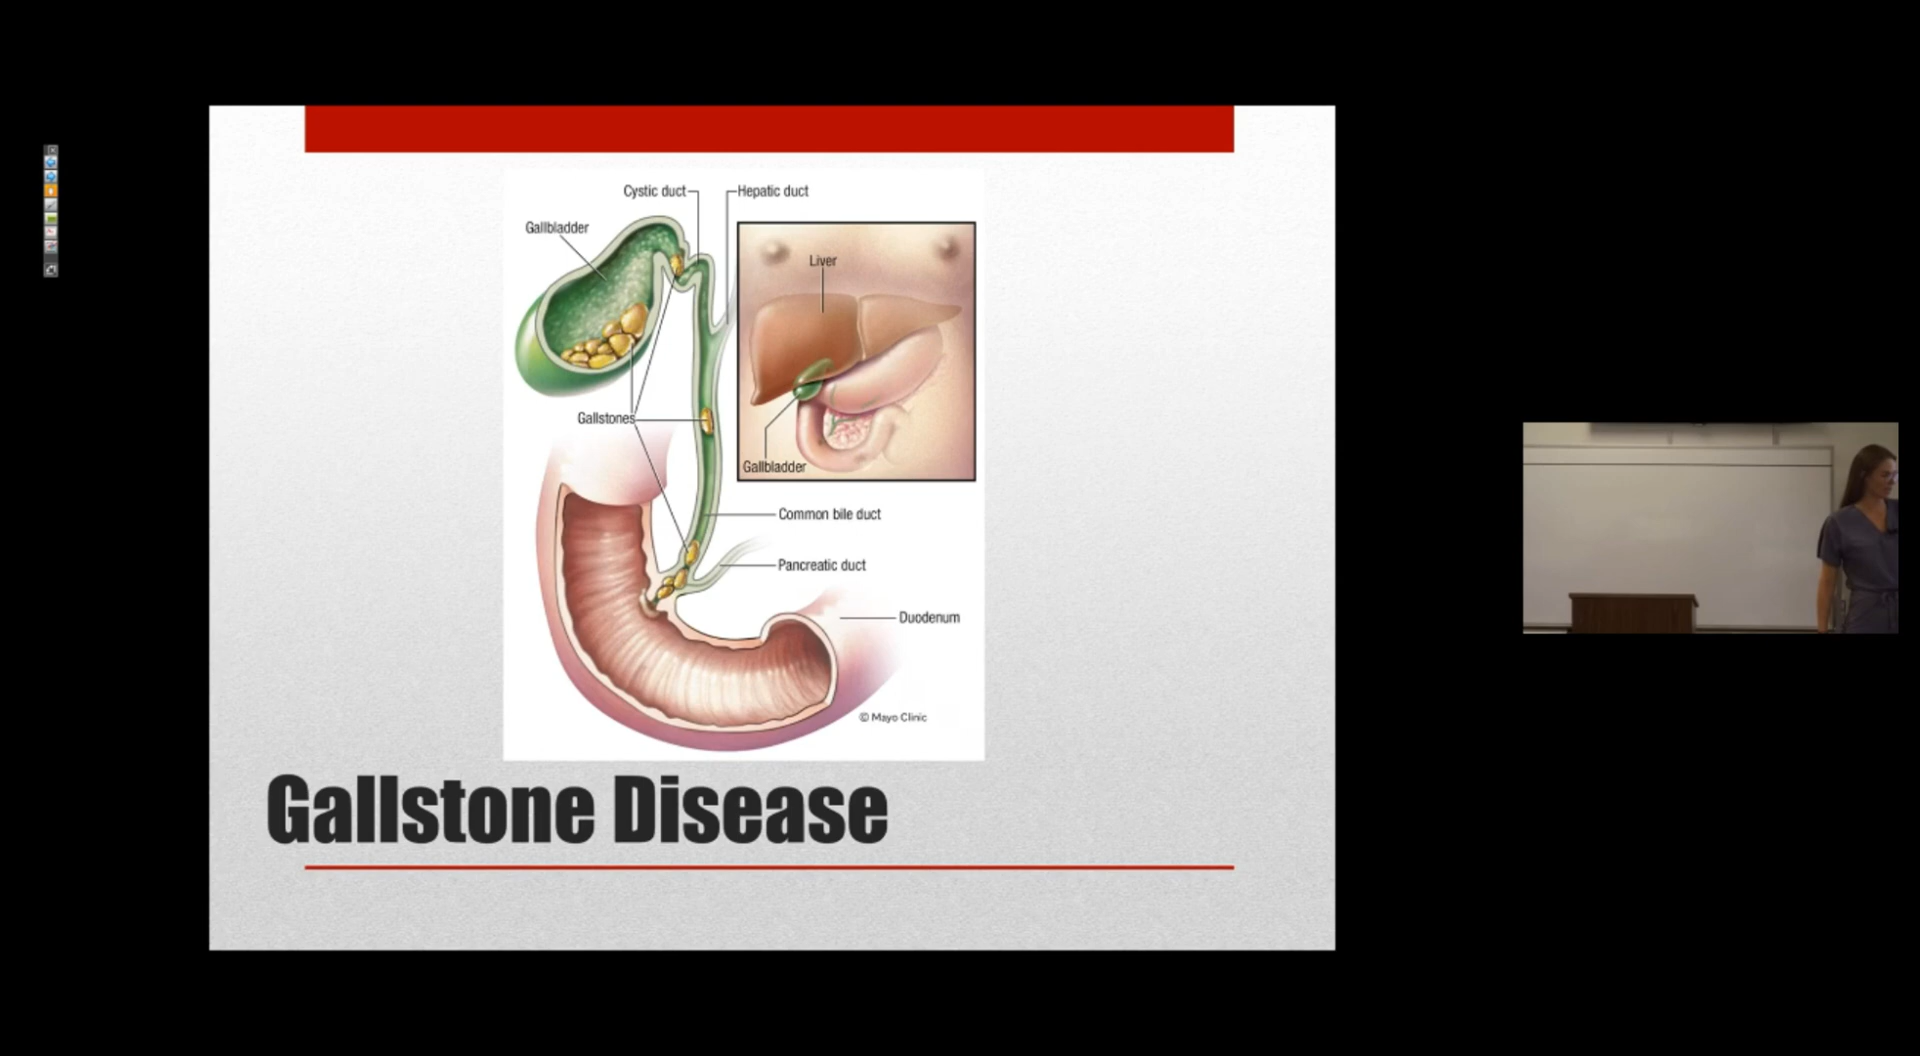 Cystic duct
Hepatic duct
Gallbladder
Liver
Gallstones
Gallbladder
Common bile duct
Pancreatic duct
Duodenum
© Mayo Clinic
Gallstone Disease